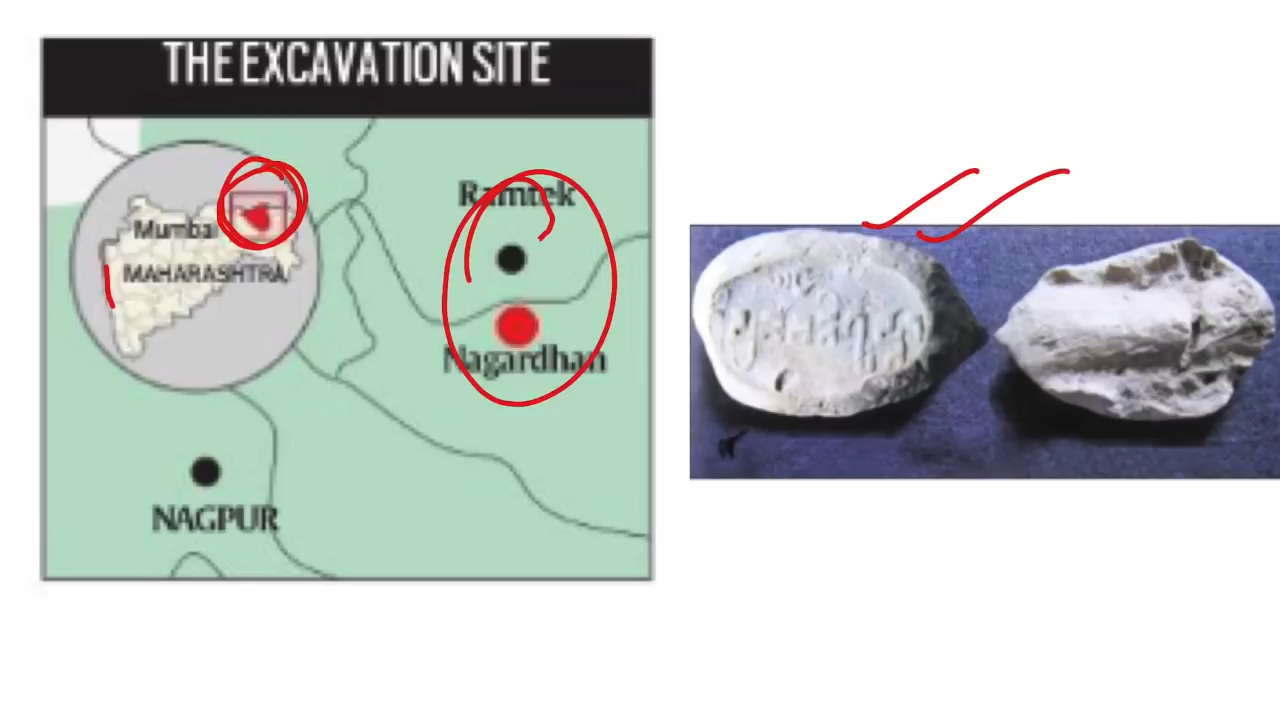 THE EXCAVATION SITE
Ramtek
Mumbai
MAHARASHTRA
Nagardhan
NAGPUR